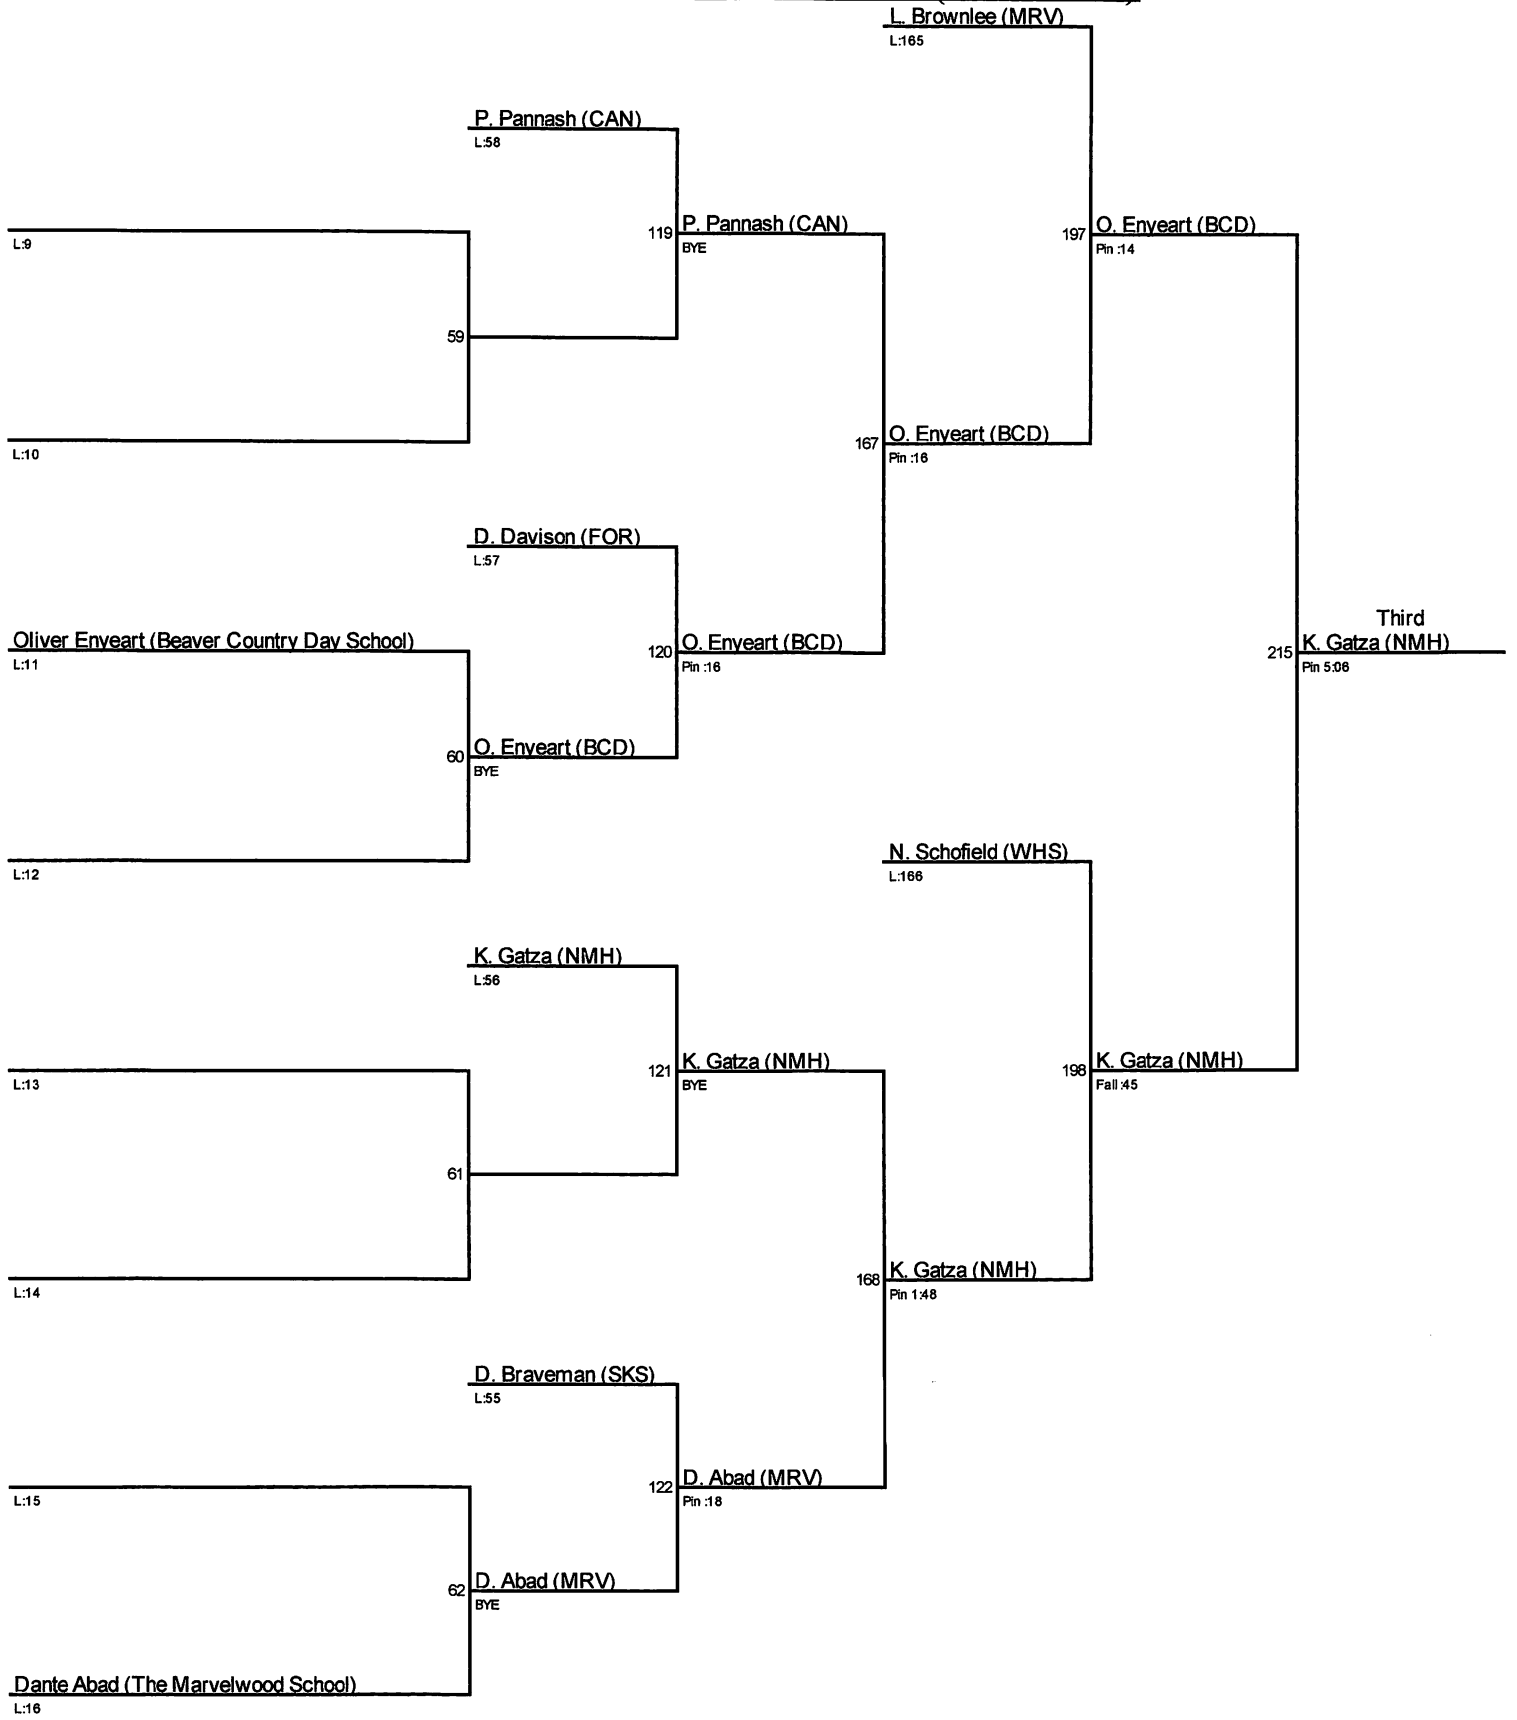 L. Brownlee (MRV)
L:165
P. Pannash (CAN)
L:58
L:9
119 P. Pannash (CAN)
BYE
197 O. Enyeart (BCD)
Pin :14
59
L:10
167 O. Enyeart (BCD)
Pin :16
D. Davison (FOR)
L:57
Oliver Enyeart (Beaver Country Day School)
L:11
120 O. Enyeart (BCD)
Pin :16
Third
215 K. Gatza (NMH)
Pin 5:06
60 O. Enyeart (BCD)
BYE
L:12
N. Schofield (WHS)
L:166
K. Gatza (NMH)
L:56
L:13
121 K. Gatza (NMH)
BYE
198 K. Gatza (NMH)
Fall :45
61
L:14
168 K. Gatza (NMH)
Pin 1:48
D. Braveman (SKS)
L:55
L:15
122 D. Abad (MRV)
Pin :18
62 D. Abad (MRV)
BYE
Dante Abad (The Marvelwood School)
L:16